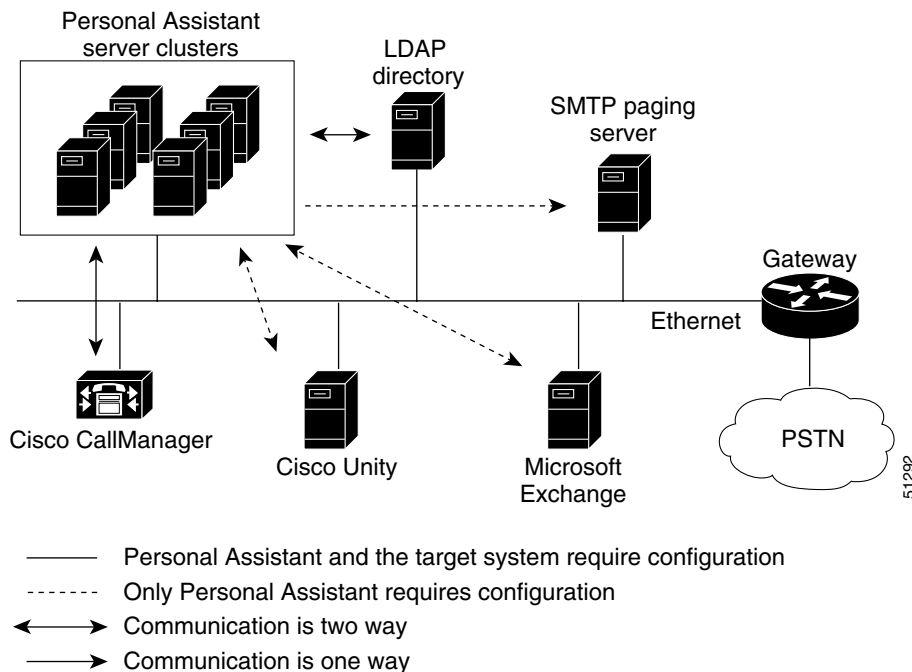 Personal Assistant
server clusters
LDAP
directory
SMTP paging
server
Gateway
Ethernet
Cisco CallManager
Cisco Unity
Microsoft
Exchange
PSTN
51292
Personal Assistant and the target system require configuration
Only Personal Assistant requires configuration
Communication is two way
Communication is one way